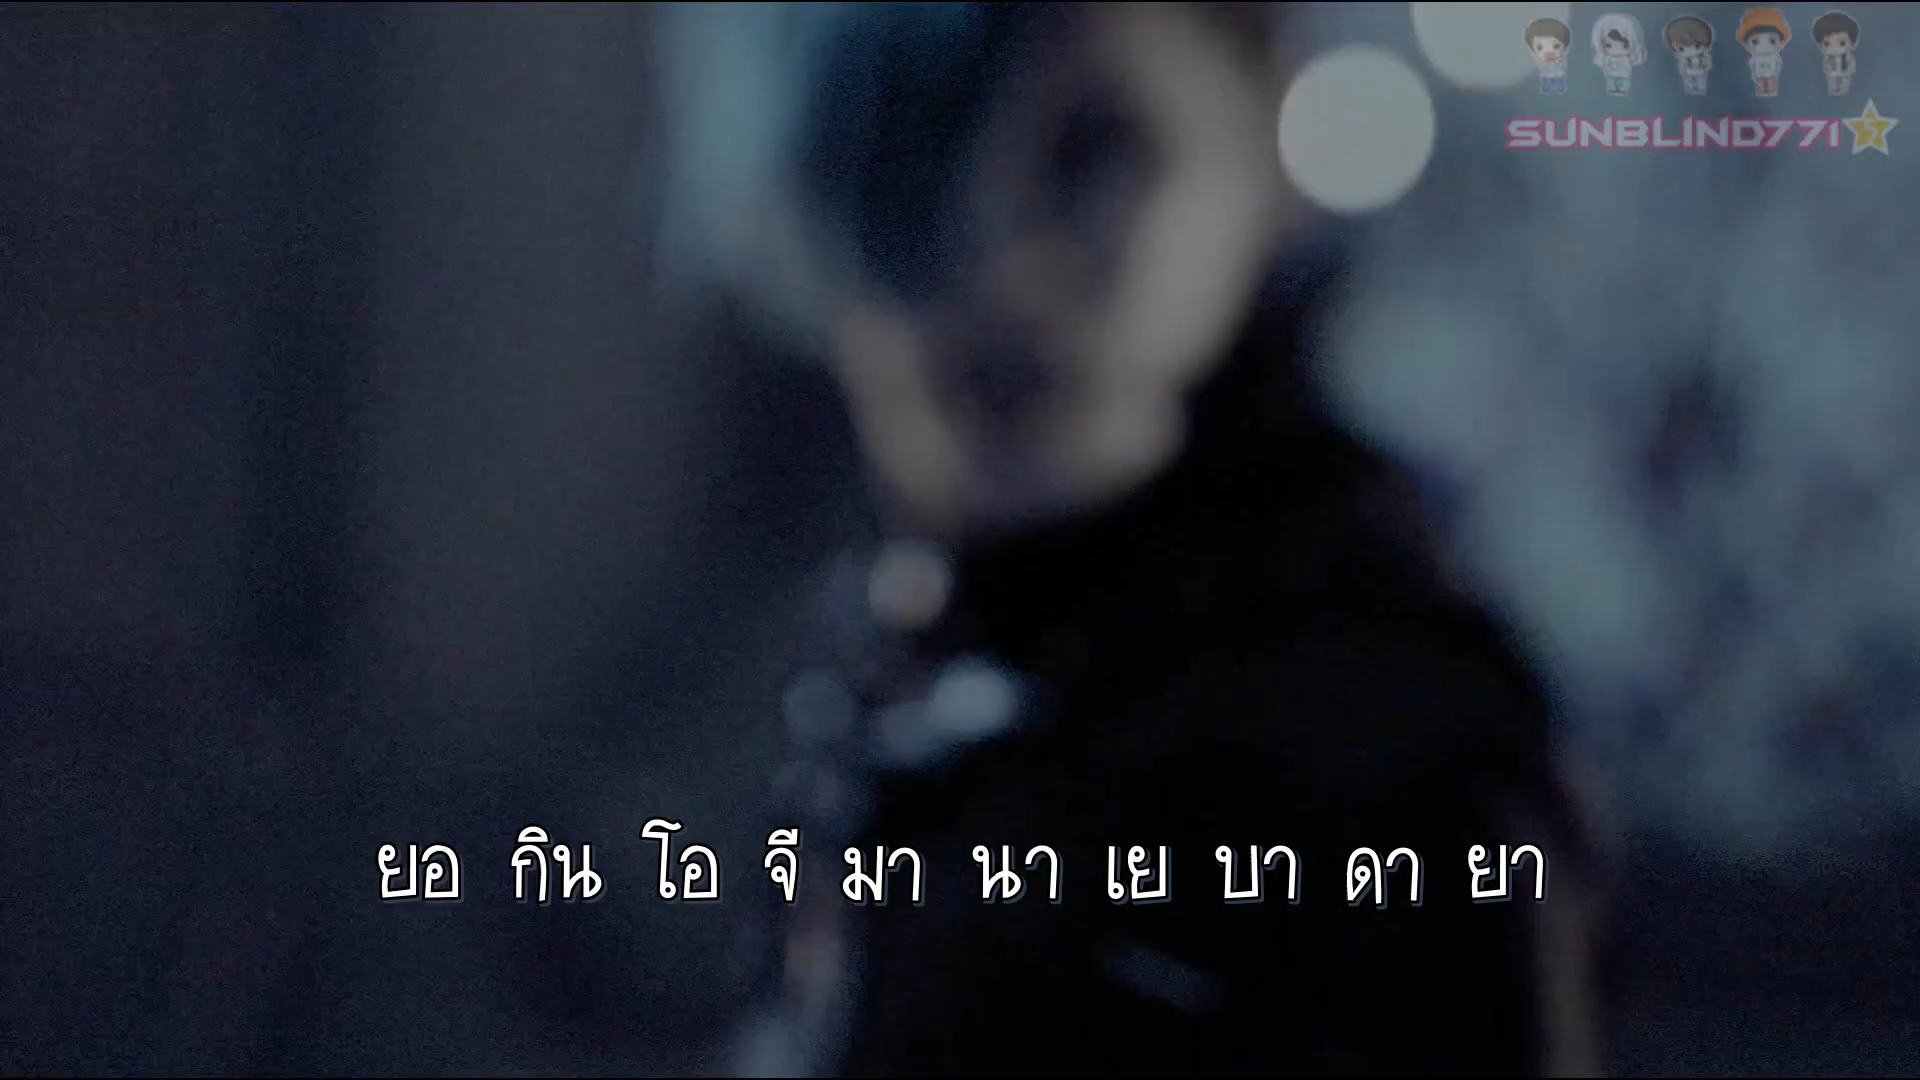 SUNBLIND771
ยอ กิน โอ จี มา นา เย บา ดา ยา